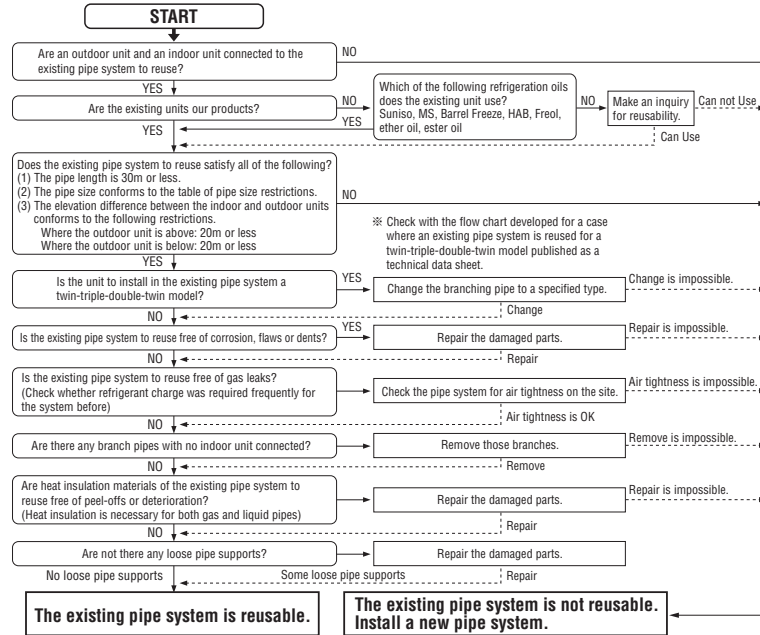 START
Are an outdoor unit and an indoor unit connected to the
existing pipe system to reuse?
NO
YES
Are the existing units our products?
NO
YES
Which of the following refrigeration oils
does the existing unit use?
Suniso, MS, Barrel Freeze, HAB, Freol,
ether oil, ester oil
NO
YES
Make an inquiry
for reusability.
Can not Use
Can Use
Does the existing pipe system to reuse satisfy all of the following?
(1) The pipe length is 30m or less.
(2) The pipe size conforms to the table of pipe size restrictions.
(3) The elevation difference between the indoor and outdoor units
conforms to the following restrictions.
Where the outdoor unit is above: 20m or less
Where the outdoor unit is below: 20m or less
NO
YES
※ Check with the flow chart developed for a case
where an existing pipe system is reused for a
twin-triple-double-twin model published as a
technical data sheet.
Is the unit to install in the existing pipe system a
twin-triple-double-twin model?
YES
NO
Change the branching pipe to a specified type.
Change is impossible.
Change
Is the existing pipe system to reuse free of corrosion, flaws or dents?
YES
NO
Repair the damaged parts.
Repair is impossible.
Repair
Is the existing pipe system to reuse free of gas leaks?
(Check whether refrigerant charge was required frequently for
the system before)
NO
Check the pipe system for air tightness on the site.
Air tightness is impossible.
Air tightness is OK
Are there any branch pipes with no indoor unit connected?
NO
Remove those branches.
Remove is impossible.
Remove
Are heat insulation materials of the existing pipe system to
reuse free of peel-offs or deterioration?
(Heat insulation is necessary for both gas and liquid pipes)
NO
Repair the damaged parts.
Repair is impossible.
Repair
Are not there any loose pipe supports?
Repair the damaged parts.
No loose pipe supports
Some loose pipe supports
Repair
The existing pipe system is reusable.
The existing pipe system is not reusable.
Install a new pipe system.